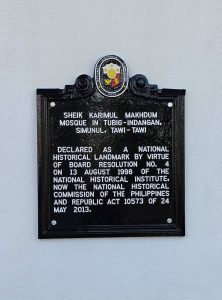 SHEIK KARIMUL MAKHDUM
MOSQUE IN TUBIG-INDANGAN,
SIMUNUL, TAWI-TAWI
DECLARED AS A NATIONAL
HISTORICAL LANDMARK BY VIRTUE
OF BOARD RESOLUTION NO. 4
ON 13 AUGUST 1998 OF THE
NATIONAL HISTORICAL INSTITUTE,
NOW THE NATIONAL HISTORICAL
COMMISSION OF THE PHILIPPINES
AND REPUBLIC ACT 10573 OF 24
MAY 2013.